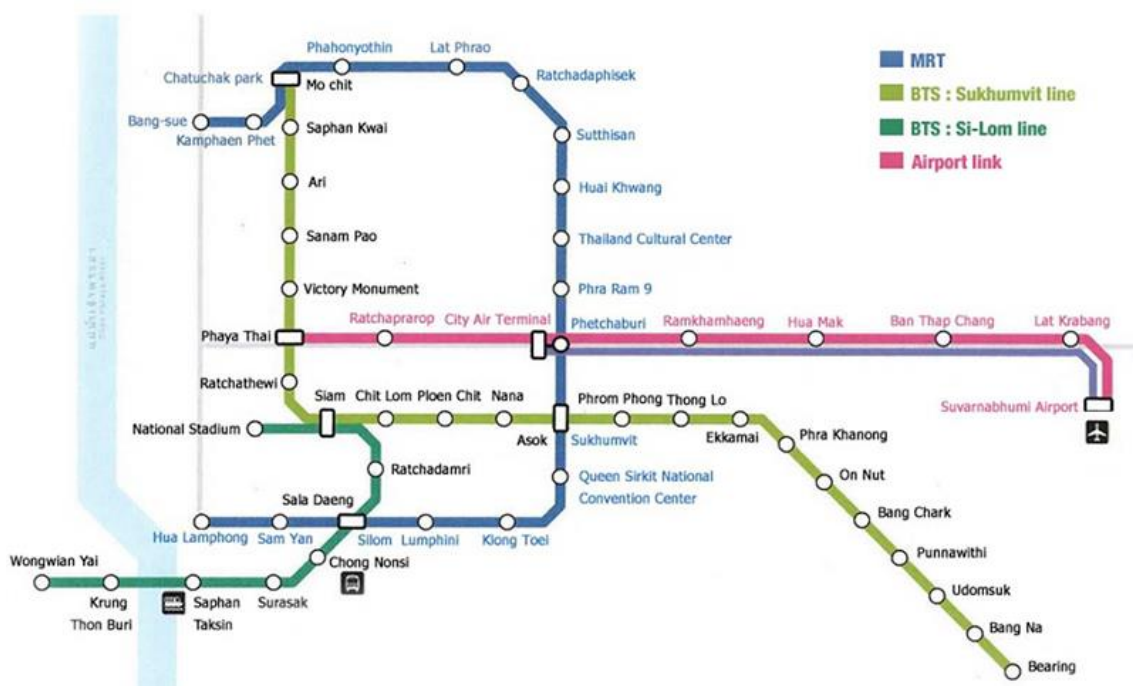 Phahonyothin
Lat Phrao
Chatuchak park
Mo chit
Ratchadaphisek
MRT
BTS : Sukhumvit line
BTS : Si-Lom line
Airport link
Bang-sue
Kamphaen Phet
Saphan Kwai
Sutthisan
Ari
Huai Khwang
Sanam Pao
Thailand Cultural Center
Victory Monument
Phra Ram 9
Phaya Thai
Ratchaprarop
City Air Terminal
Phetchaburi
Ramkhamhaeng
Hua Mak
Ban Thap Chang
Lat Krabang
Ratchathewi
Siam
Chit Lom
Ploen Chit
Nana
Phrom Phong
Thong Lo
Suvarnabhumi Airport
National Stadium
Asok
Sukhumvit
Ekkamai
Phra Khanong
Ratchadamri
Queen Sirkit National
Convention Center
On Nut
Sala Daeng
Bang Chark
Hua Lamphong
Sam Yan
Silom
Lumphini
Klong Toei
Wongwian Yai
Chong Nonsi
Punnawithi
Krung
Thon Buri
Saphan
Taksin
Surasak
Udomsuk
Bang Na
Bearing